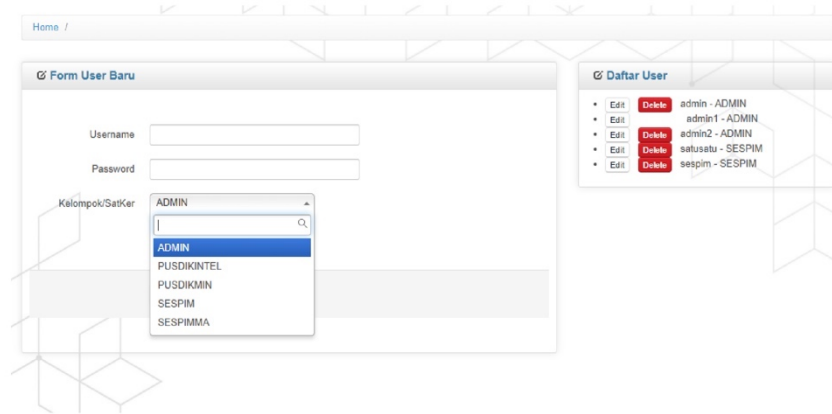 Home /
Form User Baru
Username
Password
Kelompok/SatKer
ADMIN
ADMIN
PUSDIKINTEL
PUSDIKMIN
SESPIM
SESPIMMA
Daftar User
Edit Delete admin - ADMIN
Edit admin1 - ADMIN
Edit Delete admin2 - ADMIN
Edit Delete satusatu - SESPIM
Edit Delete sespim - SESPIM